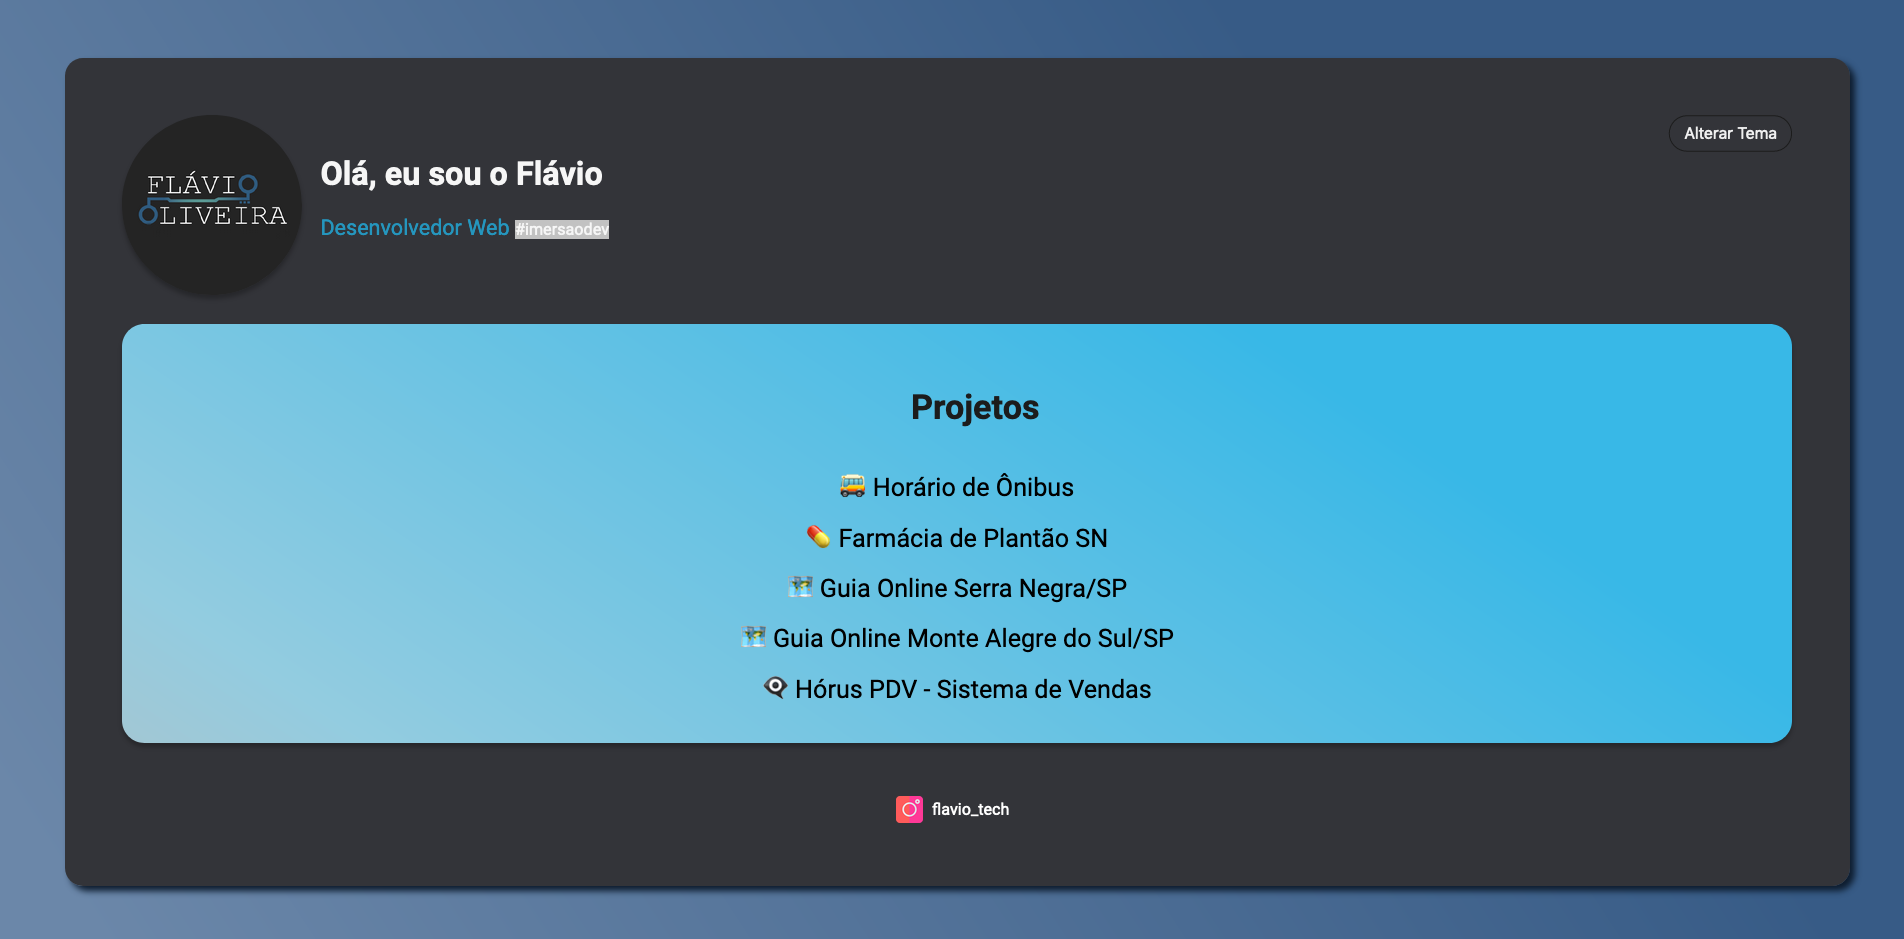 FLÁVIO
OLIVEIRA
Olá, eu sou o Flávio
Desenvolvedor Web #imersaodev
Alterar Tema
Projetos
🚌 Horário de Ônibus
💊 Farmácia de Plantão SN
🗺️ Guia Online Serra Negra/SP
🗺️ Guia Online Monte Alegre do Sul/SP
👁️‍🗨️ Hórus PDV - Sistema de Vendas
flavio_tech